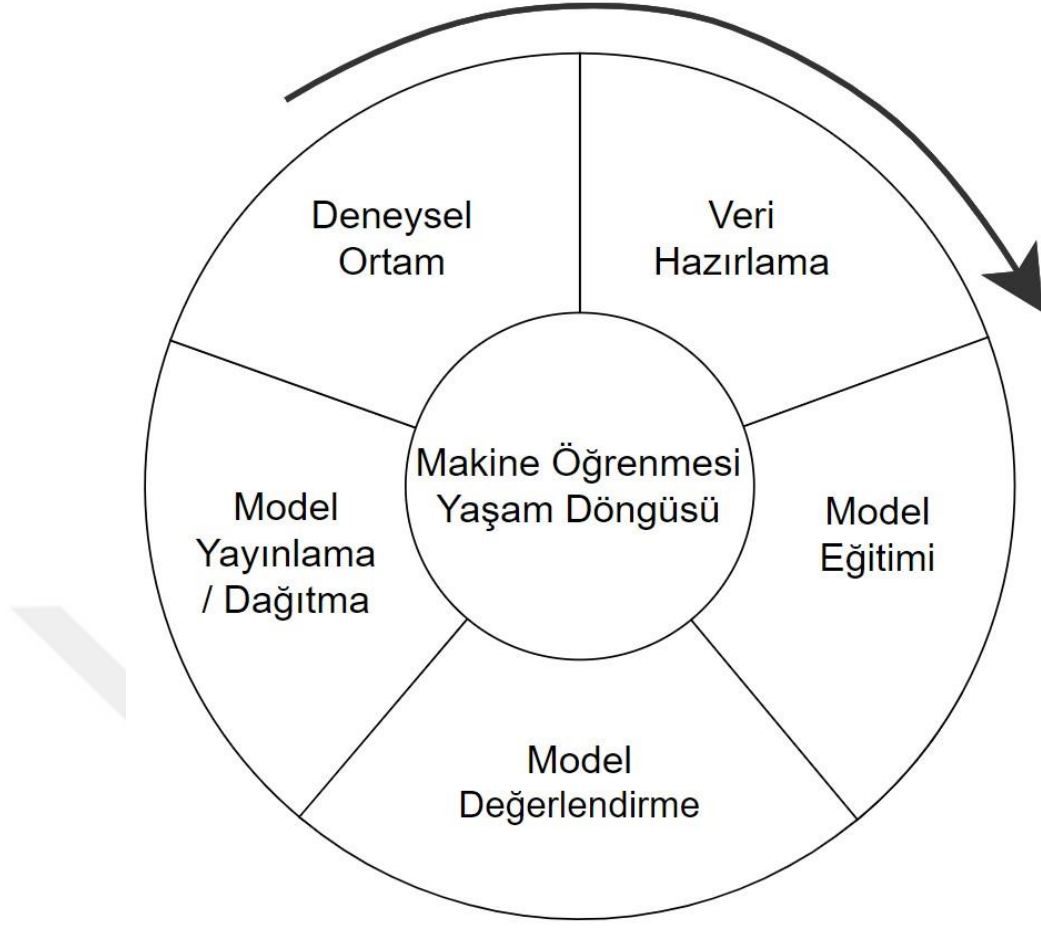 Deneysel
Ortam
Veri
Hazırlama
Makine Öğrenmesi
Yaşam Döngüsü
Model
Yayınlama
/ Dağıtma
Model
Eğitimi
Model
Değerlendirme